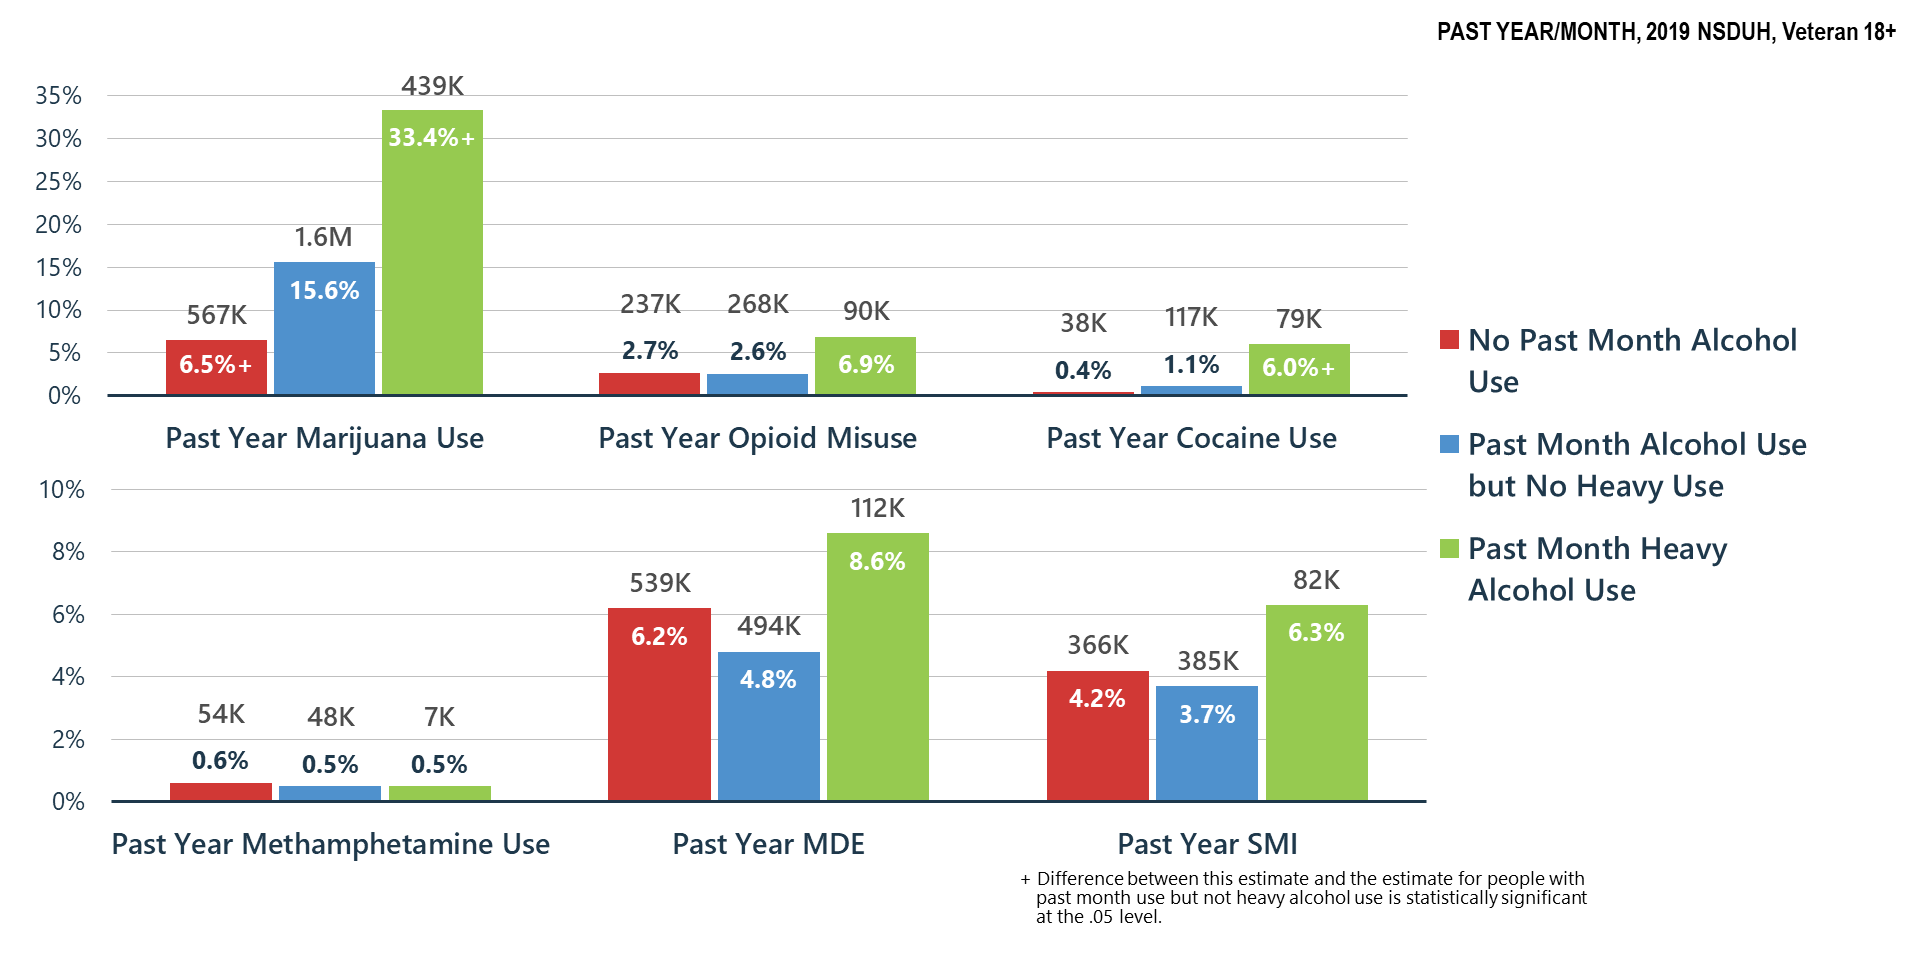 PAST YEAR/MONTH, 2019 NSDUH, Veteran 18+
35%
30%
25%
20%
15%
10%
5%
0%
567K
6.5%+
1.6M
15.6%
439K
33.4%+
237K
2.7%
268K
2.6%
90K
6.9%
38K
0.4%
117K
1.1%
79K
6.0%+
Past Year Marijuana Use
Past Year Opioid Misuse
Past Year Cocaine Use
10%
8%
6%
4%
2%
0%
54K
0.6%
48K
0.5%
7K
0.5%
539K
6.2%
494K
4.8%
112K
8.6%
366K
4.2%
385K
3.7%
82K
6.3%
Past Year Methamphetamine Use
Past Year MDE
Past Year SMI
No Past Month Alcohol
Use
Past Month Alcohol Use
but No Heavy Use
Past Month Heavy
Alcohol Use
+ Difference between this estimate and the estimate for people with
past month use but not heavy alcohol use is statistically significant
at the .05 level.